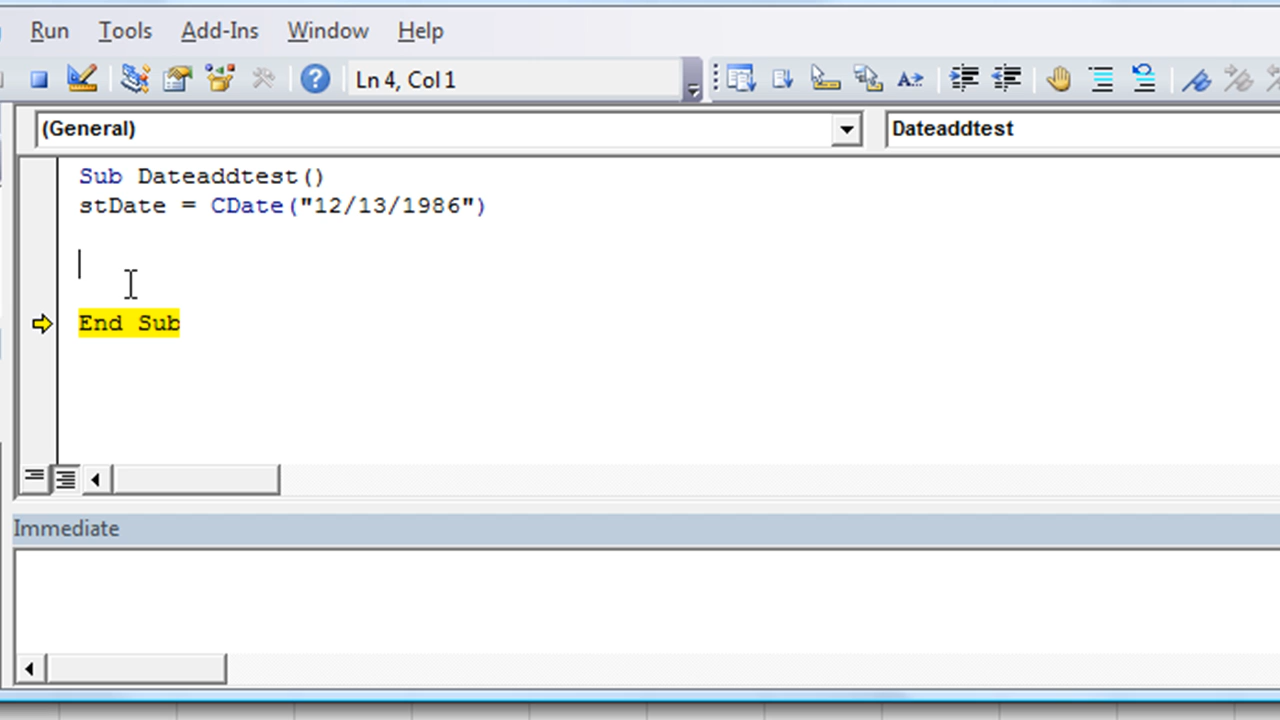 Run Tools Add-Ins Window Help
Ln 4, Col 1
(General) Dateaddtest
Sub Dateaddtest()
stDate = CDate("12/13/1986")
End Sub
Immediate